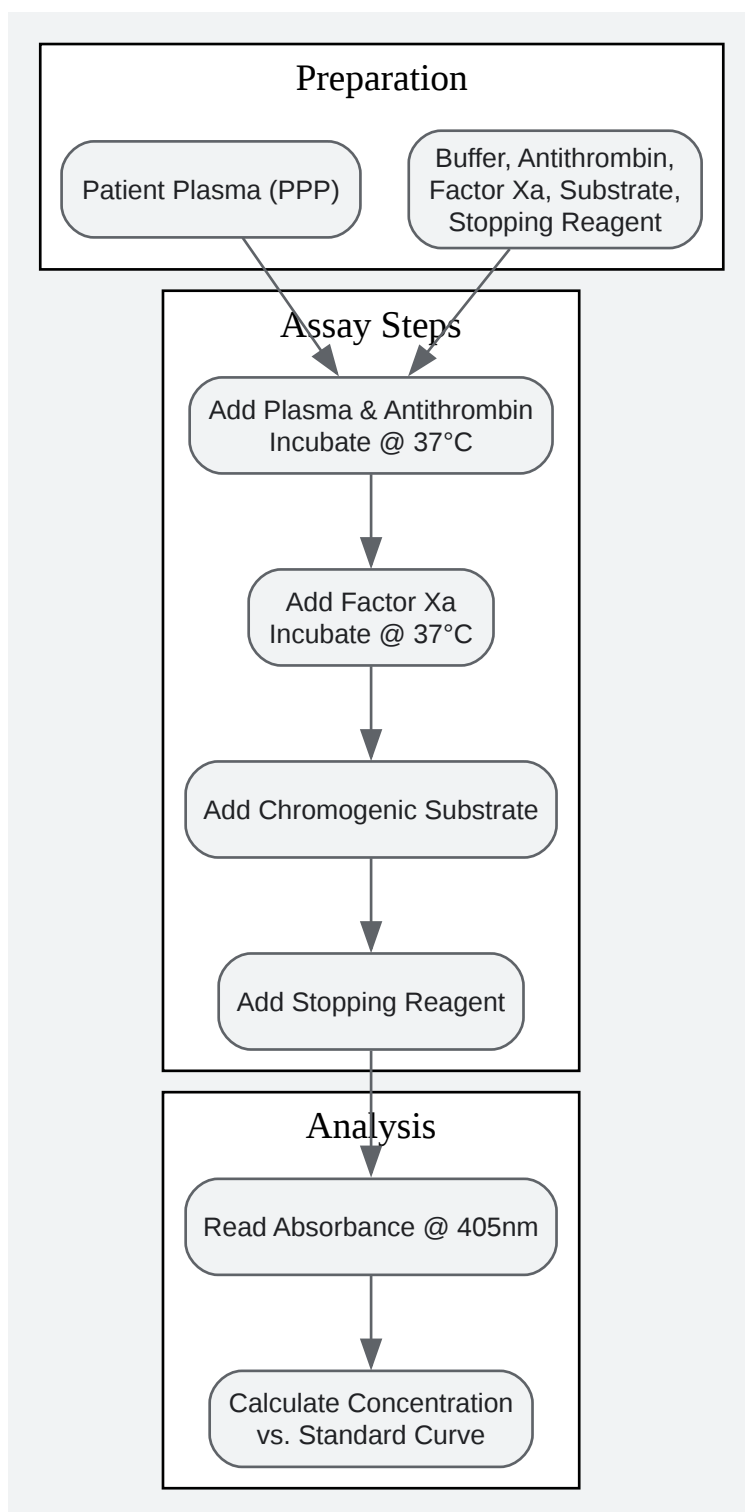 Preparation
Patient Plasma (PPP)
Buffer, Antithrombin,
Factor Xa, Substrate,
Stopping Reagent
Assay Steps
Add Plasma & Antithrombin
Incubate @ 37°C
Add Factor Xa
Incubate @ 37°C
Add Chromogenic Substrate
Add Stopping Reagent
Analysis
Read Absorbance @ 405nm
Calculate Concentration
vs. Standard Curve